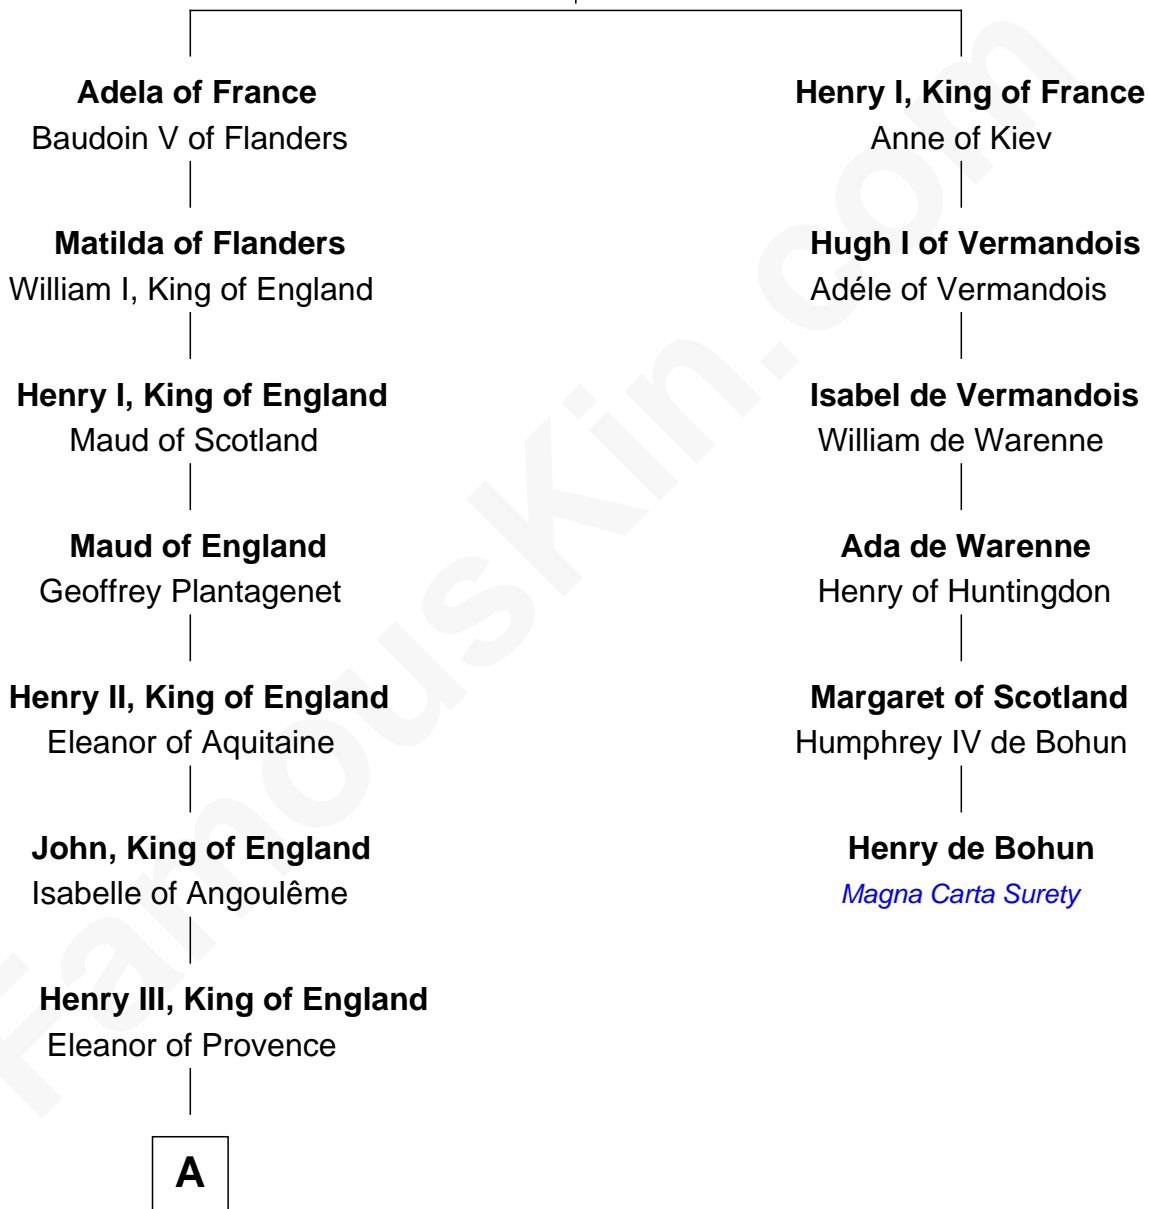 Adela of France
Baudoin V of Flanders
Matilda of Flanders
William I, King of England
Henry I, King of England
Maud of Scotland
Maud of England
Geoffrey Plantagenet
Henry II, King of England
Eleanor of Aquitaine
John, King of England
Isabelle of Angoulême
Henry III, King of England
Eleanor of Provence
A
Henry I, King of France
Anne of Kiev
Hugh I of Vermandois
Adéle of Vermandois
Isabel de Vermandois
William de Warenne
Ada de Warenne
Henry of Huntingdon
Margaret of Scotland
Humphrey IV de Bohun
Henry de Bohun
Magna Carta Surety
FamousKin.com